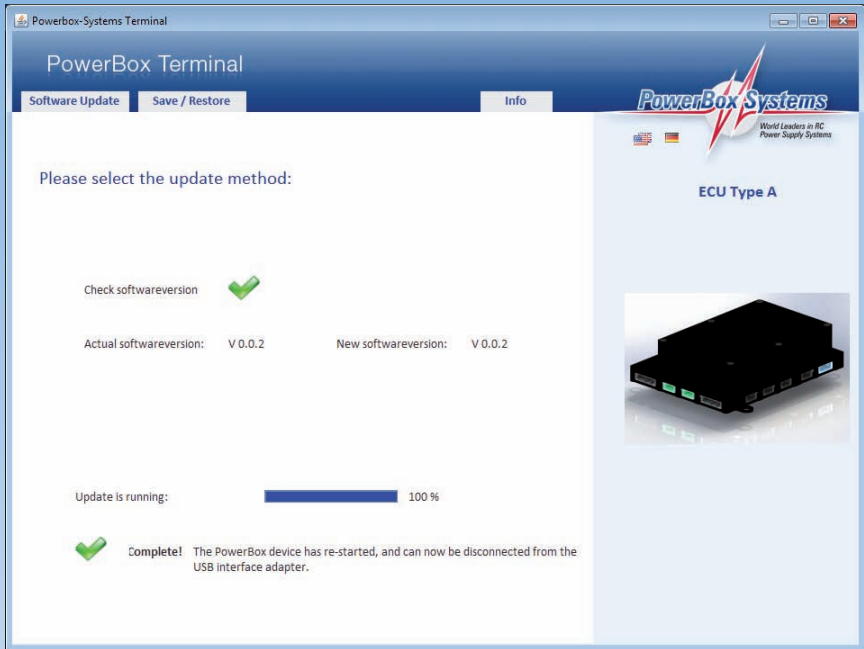 Powerbox-Systems Terminal
PowerBox Terminal
Software Update
Save / Restore
Info
PowerBox Systems
World Leaders in RC
Power Supply Systems
Please select the update method:
ECU Type A
Check softwareversion
Actual softwareversion: V 0.0.2 New softwareversion: V 0.0.2
Update is running: 100 %
Complete! The PowerBox device has re-started, and can now be disconnected from the
USB interface adapter.